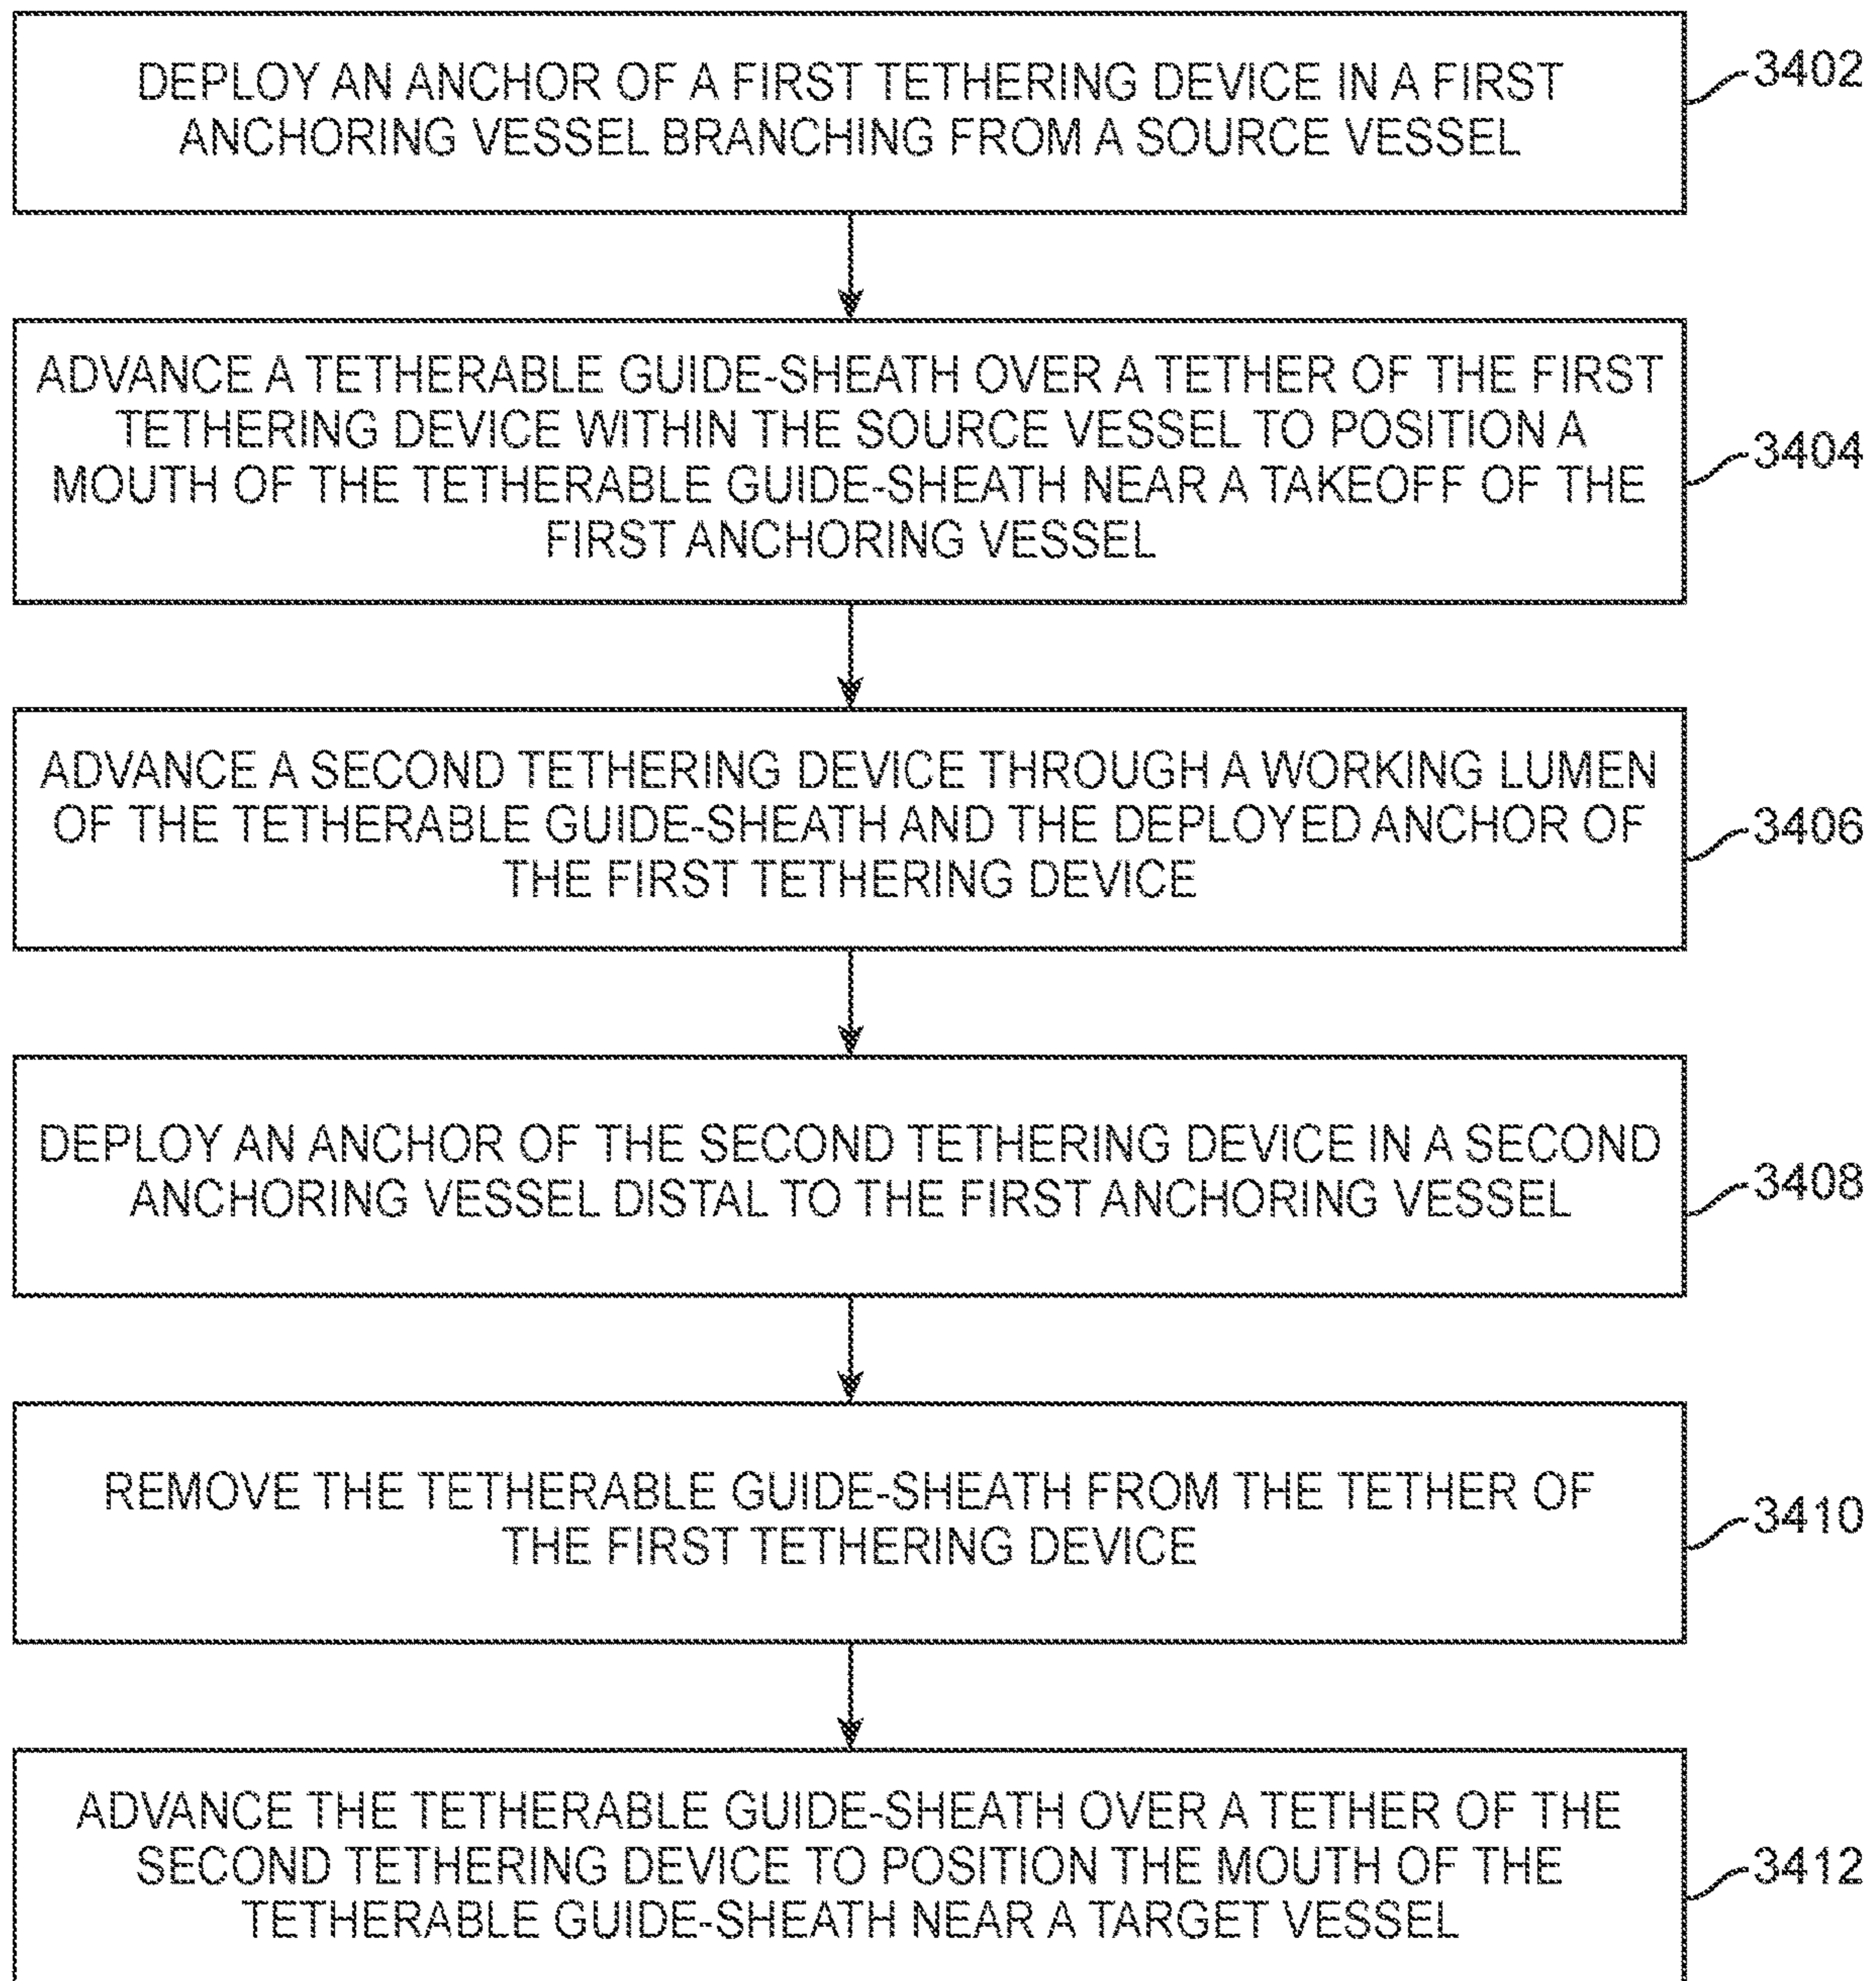 DEPLOY AN ANCHOR OF A FIRST TETHERING DEVICE IN A FIRST
ANCHORING VESSEL BRANCHING FROM A SOURCE VESSEL
3402
ADVANCE A TETHERABLE GUIDE-SHEATH OVER A TETHER OF THE FIRST
TETHERING DEVICE WITHIN THE SOURCE VESSEL TO POSITION A
MOUTH OF THE TETHERABLE GUIDE-SHEATH NEAR A TAKEOFF OF THE
FIRST ANCHORING VESSEL
3404
ADVANCE A SECOND TETHERING DEVICE THROUGH A WORKING LUMEN
OF THE TETHERABLE GUIDE-SHEATH AND THE DEPLOYED ANCHOR OF
THE FIRST TETHERING DEVICE
3406
DEPLOY AN ANCHOR OF THE SECOND TETHERING DEVICE IN A SECOND
ANCHORING VESSEL DISTAL TO THE FIRST ANCHORING VESSEL
3408
REMOVE THE TETHERABLE GUIDE-SHEATH FROM THE TETHER OF
THE FIRST TETHERING DEVICE
3410
ADVANCE THE TETHERABLE GUIDE-SHEATH OVER A TETHER OF THE
SECOND TETHERING DEVICE TO POSITION THE MOUTH OF THE
TETHERABLE GUIDE-SHEATH NEAR A TARGET VESSEL
3412